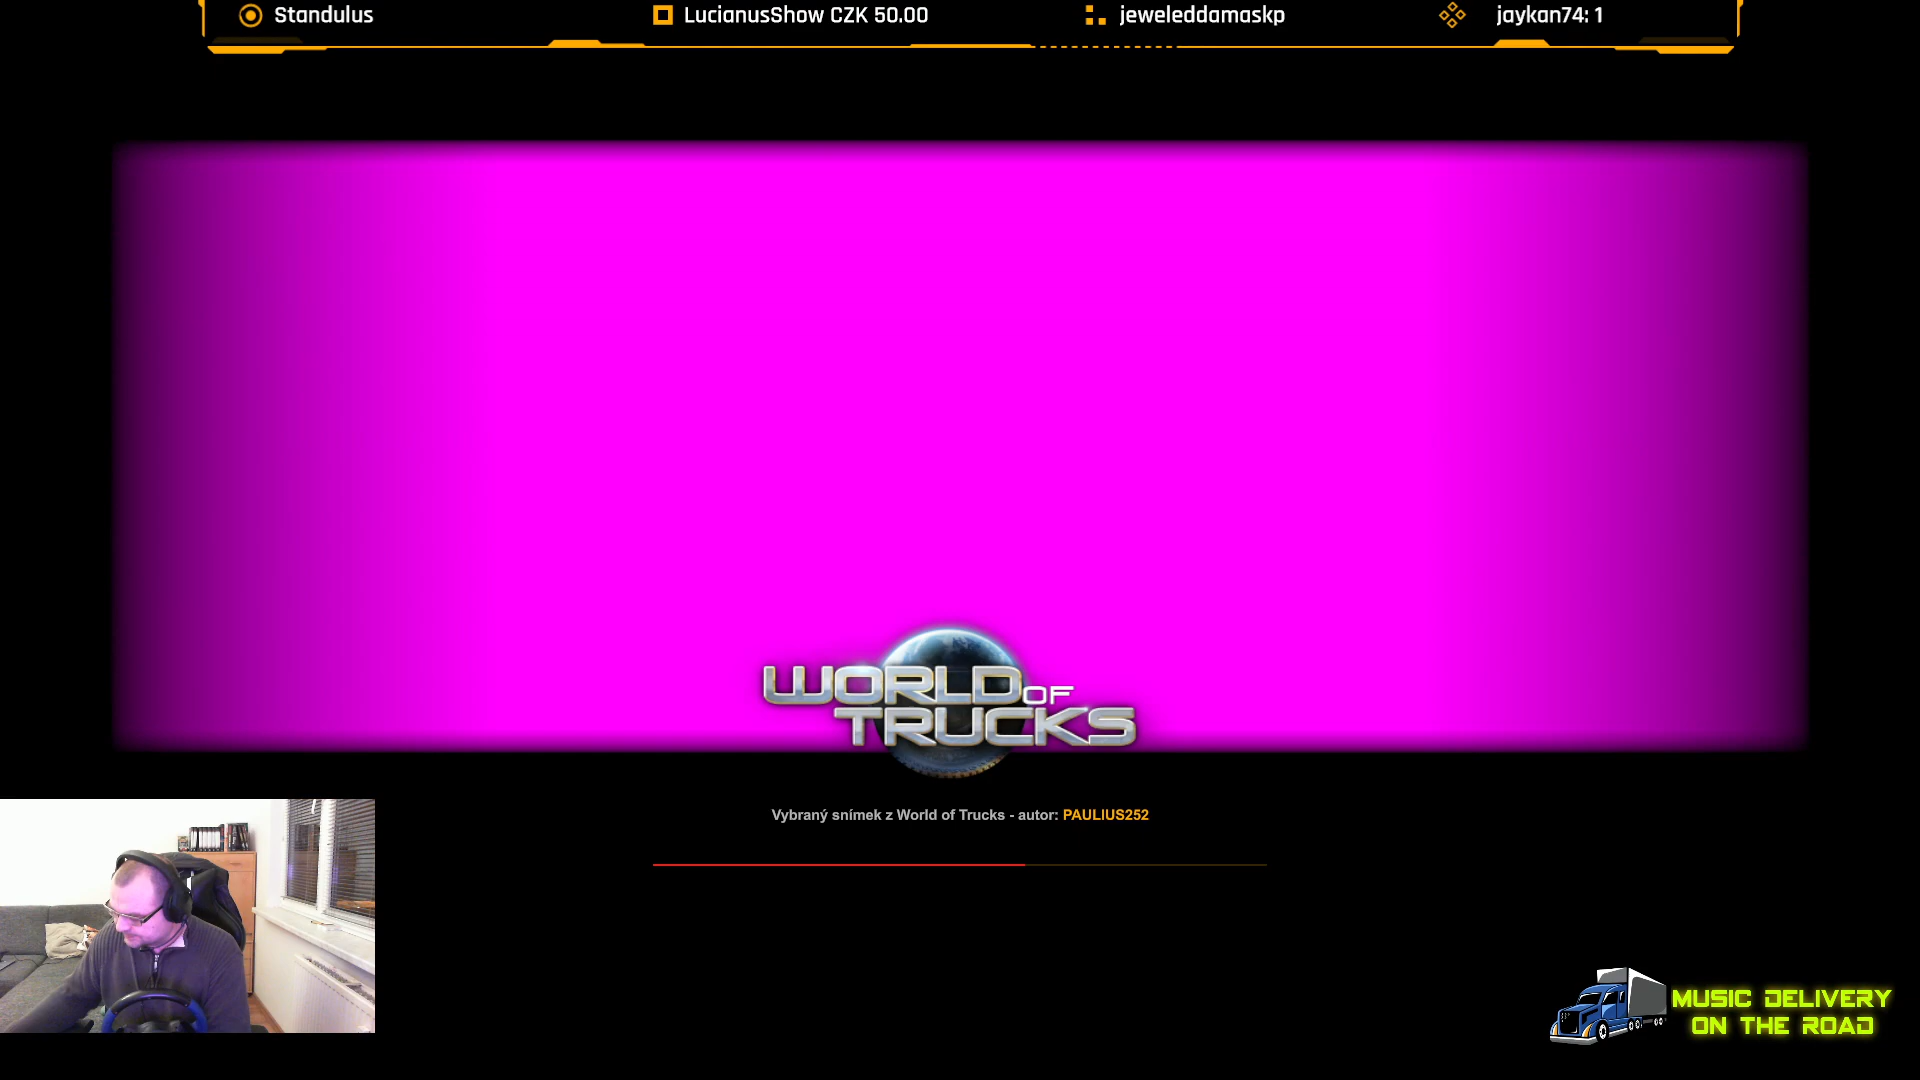 Standulus
LucianusShow CZK 50.00
jeweleddamaskp
jaykan74: 1
WORLD OF
TRUCKS
Vybraný snímek z World of Trucks - autor: PAULIUS252
MUSIC DELIVERY
ON THE ROAD